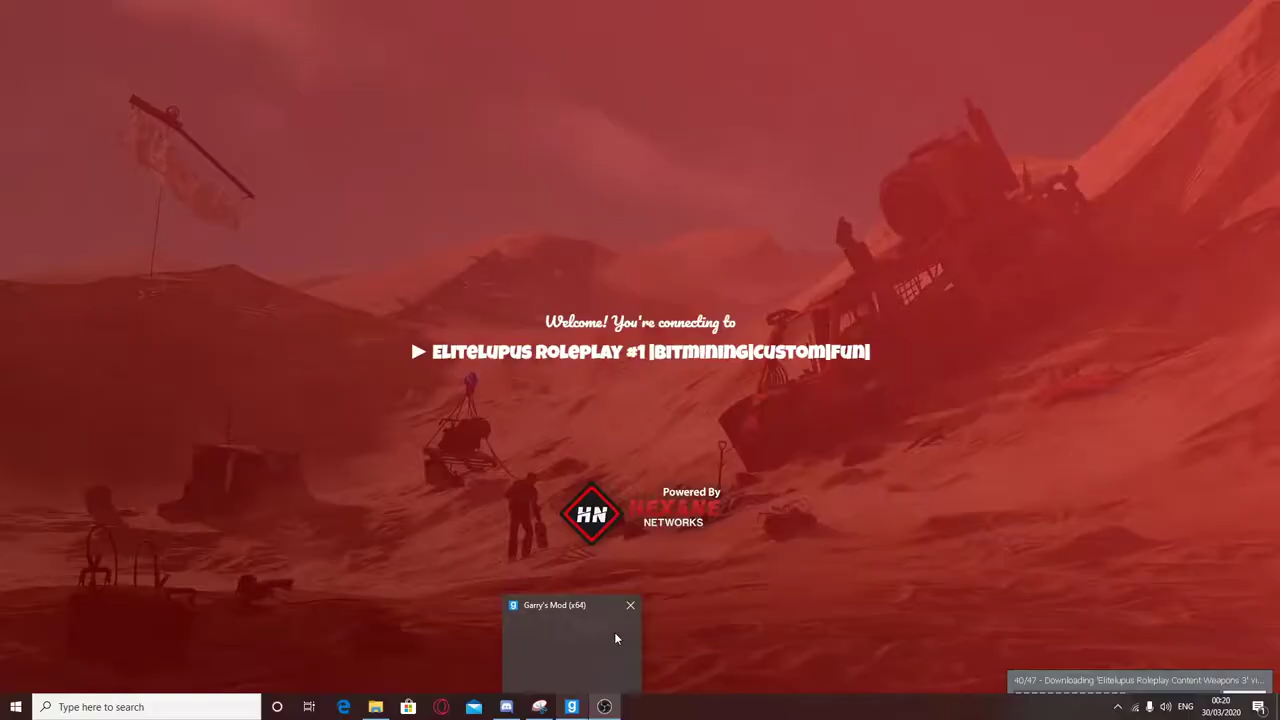 Welcome! You're connecting to
▶ Elitelupus Roleplay #1 |Bitmining|Custom|Fun|
Powered By
HN
HEXANE
NETWORKS
Garry's Mod (x64)
40/47 - Downloading 'Elitelupus Roleplay Content Weapons 3' vi...
Type here to search
ENG
00:20
30/03/2020